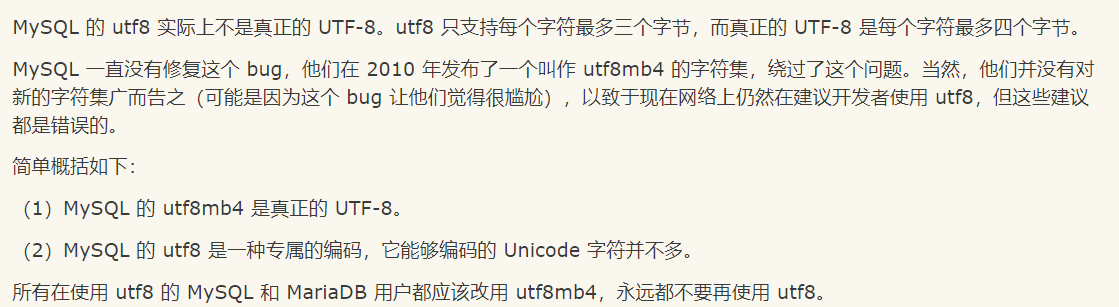 MySQL 的 utf8 实际上不是真正的 UTF-8。utf8 只支持每个字符最多三个字节，而真正的 UTF-8 是每个字符最多四个字节。
MySQL 一直没有修复这个 bug，他们在 2010 年发布了一个叫作 utf8mb4 的字符集，绕过了这个问题。当然，他们并没有对
新的字符集广而告之（可能是因为这个 bug 让他们觉得很尴尬），以致于现在网络上仍然在建议开发者使用 utf8，但这些建议
都是错误的。
简单概括如下：
（1）MySQL 的 utf8mb4 是真正的 UTF-8。
（2）MySQL 的 utf8 是一种专属的编码，它能够编码的 Unicode 字符并不多。
所有在使用 utf8 的 MySQL 和 MariaDB 用户都应该改用 utf8mb4，永远都不要再使用 utf8。